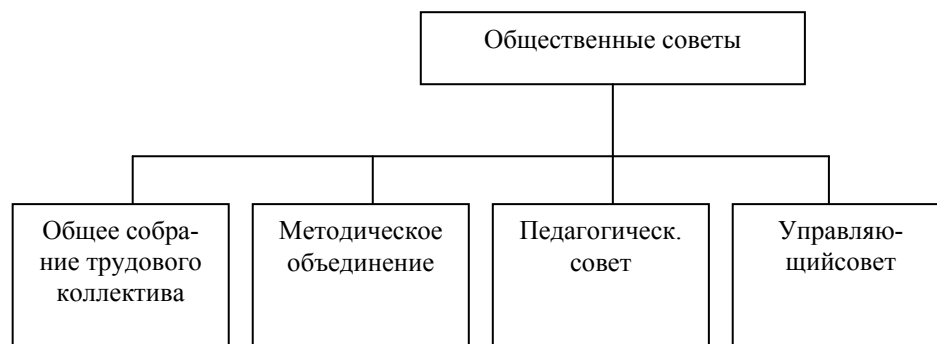 Общественные советы
Общее собра-
ние трудового
коллектива
Методическое
объединение
Педагогическ.
совет
Управляю-
щийсовет